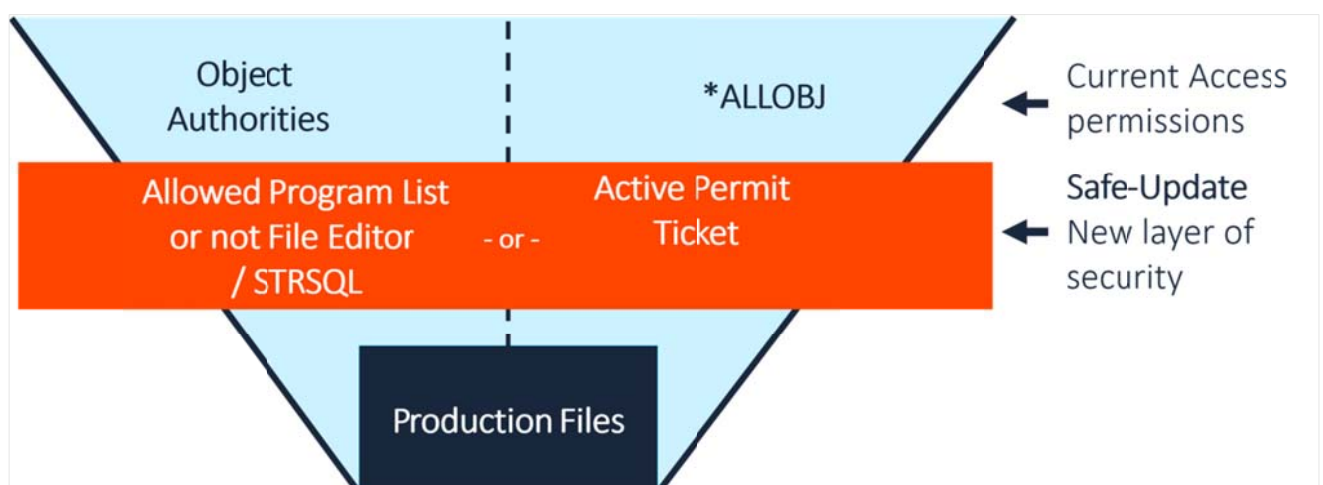 Object
Authorities
*ALLOBJ
Current Access
permissions
Allowed Program List
or not File Editor
/ STRSQL
- or -
Active Permit
Ticket
Safe-Update
New layer of
security
Production Files